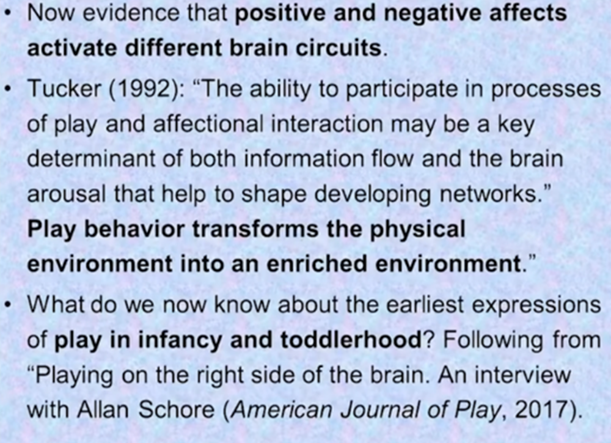 • Now evidence that positive and negative affects
activate different brain circuits.
• Tucker (1992): “The ability to participate in processes
of play and affectional interaction may be a key
determinant of both information flow and the brain
arousal that help to shape developing networks.”
Play behavior transforms the physical
environment into an enriched environment.”
• What do we now know about the earliest expressions
of play in infancy and toddlerhood? Following from
“Playing on the right side of the brain. An interview
with Allan Schore (American Journal of Play, 2017).